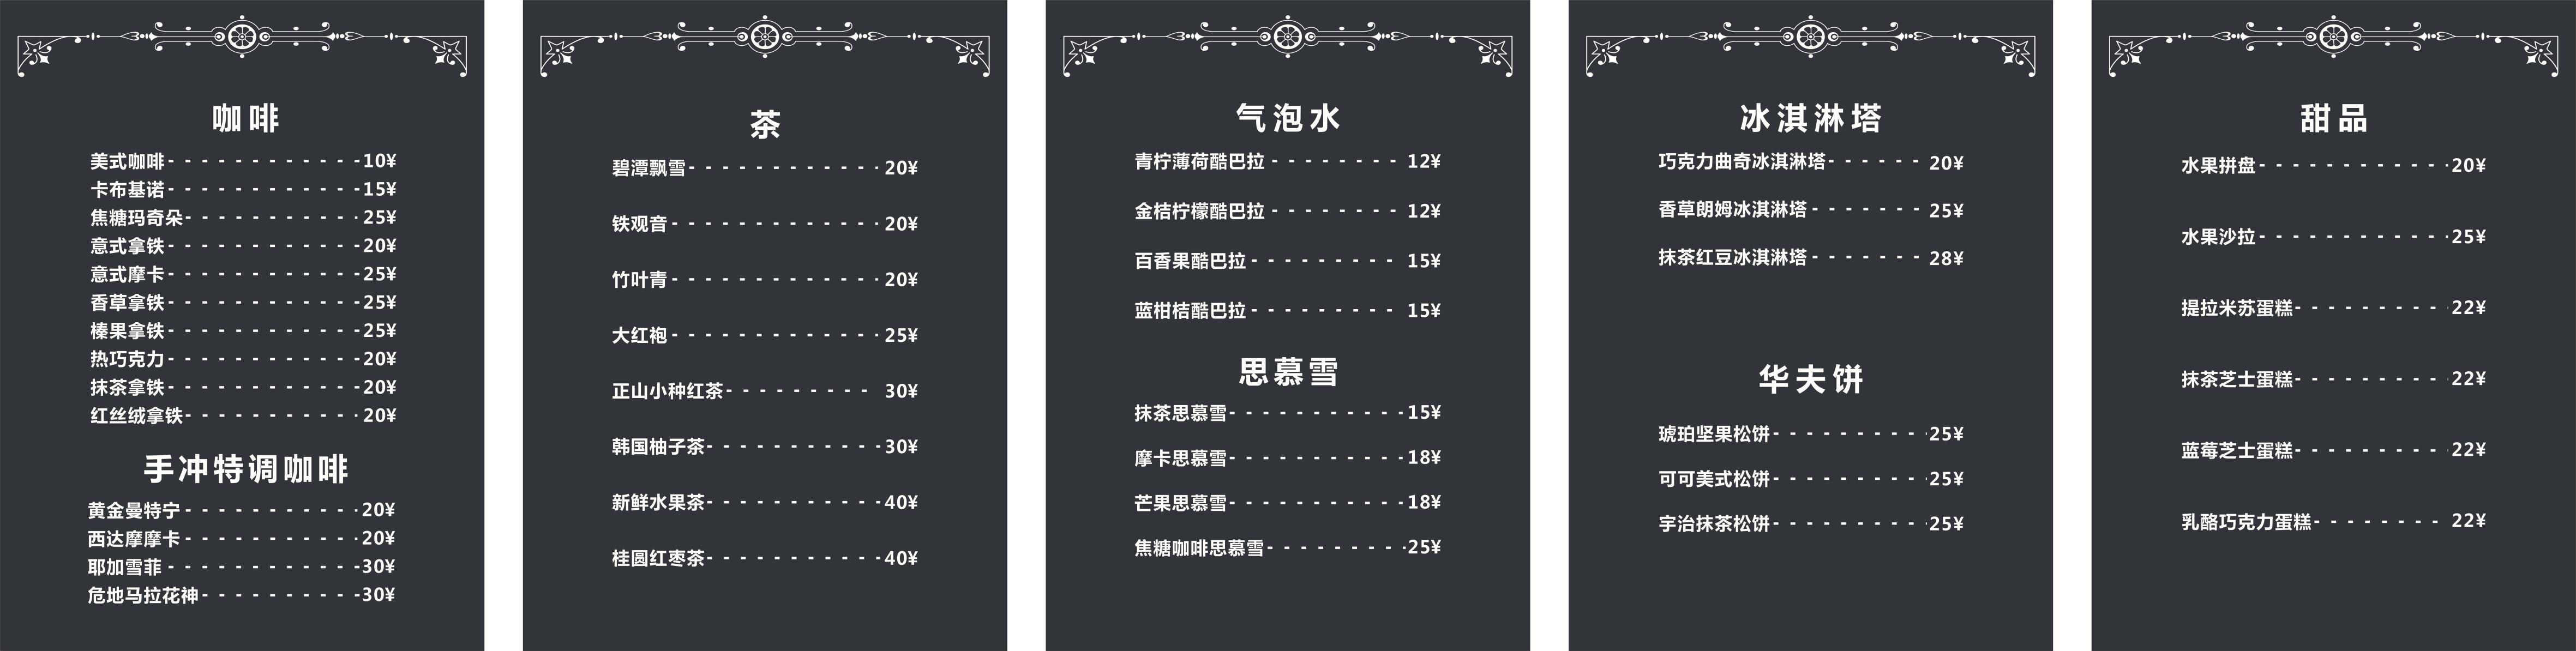 咖啡
美式咖啡- - - - - - - - - - - -10¥
卡布基诺- - - - - - - - - - - -15¥
焦糖玛奇朵- - - - - - - - - - -25¥
意式拿铁- - - - - - - - - - - -20¥
意式摩卡- - - - - - - - - - - -25¥
香草拿铁- - - - - - - - - - - -25¥
榛果拿铁- - - - - - - - - - - -25¥
热巧克力- - - - - - - - - - - -20¥
抹茶拿铁- - - - - - - - - - - -20¥
红丝绒拿铁- - - - - - - - - - -20¥
手冲特调咖啡
黄金曼特宁- - - - - - - - - - -20¥
西达摩摩卡- - - - - - - - - - -20¥
耶加雪菲- - - - - - - - - - - -30¥
危地马拉花神- - - - - - - - - -30¥
茶
碧潭飘雪- - - - - - - - - - - -20¥
铁观音- - - - - - - - - - - - -20¥
竹叶青- - - - - - - - - - - - -20¥
大红袍- - - - - - - - - - - - -25¥
正山小种红茶- - - - - - - - - 30¥
韩国柚子茶- - - - - - - - - - -30¥
新鲜水果茶- - - - - - - - - - -40¥
桂圆红枣茶- - - - - - - - - - -40¥
气泡水
青柠薄荷酷巴拉- - - - - - - - 12¥
金桔柠檬酷巴拉- - - - - - - - 12¥
百香果酷巴拉- - - - - - - - - 15¥
蓝柑桔酷巴拉- - - - - - - - - 15¥
思慕雪
抹茶思慕雪- - - - - - - - - - -15¥
摩卡思慕雪- - - - - - - - - - -18¥
芒果思慕雪- - - - - - - - - - -18¥
焦糖咖啡思慕雪- - - - - - - - -25¥
冰淇淋塔
巧克力曲奇冰淇淋塔- - - - - - 20¥
香草朗姆冰淇淋塔- - - - - - - 25¥
抹茶红豆冰淇淋塔- - - - - - - 28¥
华夫饼
琥珀坚果松饼- - - - - - - - - -25¥
可可美式松饼- - - - - - - - - -25¥
宇治抹茶松饼- - - - - - - - - -25¥
甜品
水果拼盘- - - - - - - - - - - -20¥
水果沙拉- - - - - - - - - - - -25¥
提拉米苏蛋糕- - - - - - - - - -22¥
抹茶芝士蛋糕- - - - - - - - - -22¥
蓝莓芝士蛋糕- - - - - - - - - -22¥
乳酪巧克力蛋糕- - - - - - - - 22¥